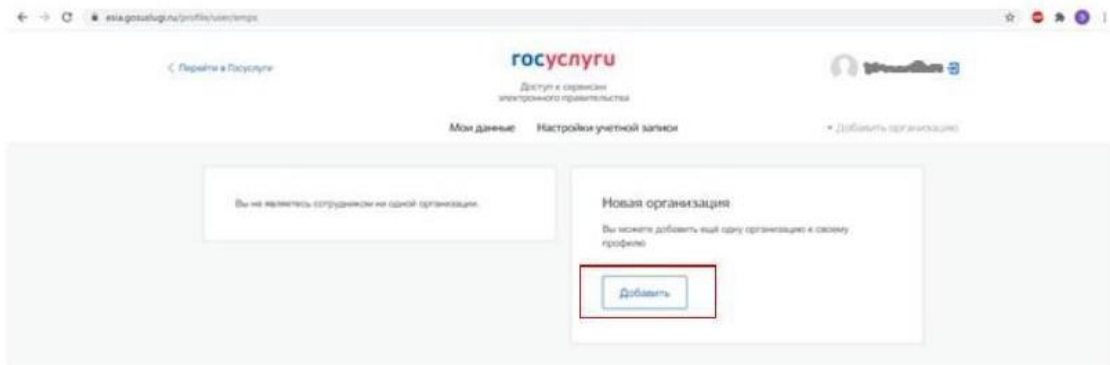 esia.gosuslugi.ru/profile/user/emps
Перейти в Госуслуги
госуслуги
Доступ к сервисам
электронного правительства
Мои данные Настройки учетной записи + Добавить организацию
Вы не являетесь сотрудником ни одной организации.
Новая организация
Вы можете добавить ещё одну организацию к своему
профилю
Добавить